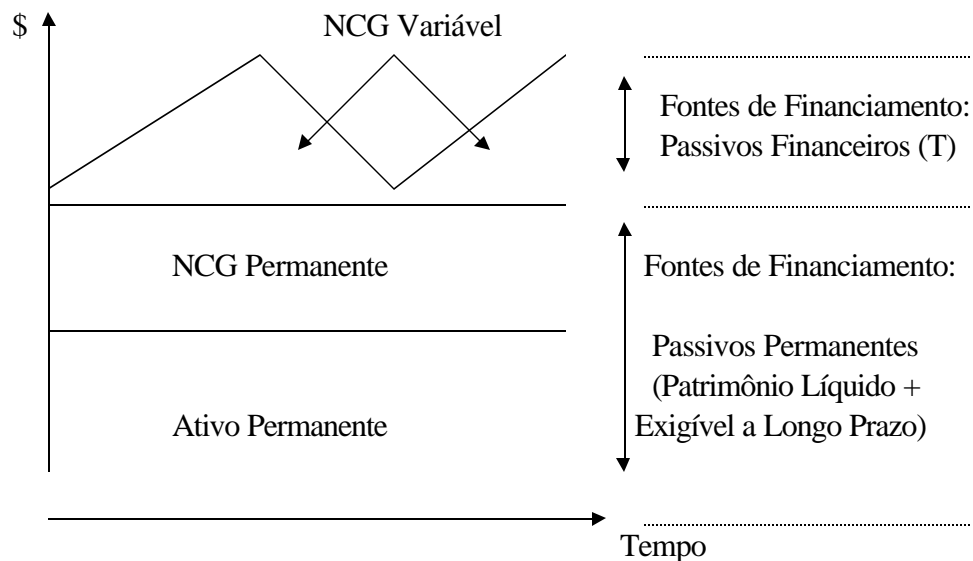 $
NCG Variável
Fontes de Financiamento:
Passivos Financeiros (T)
NCG Permanente
Fontes de Financiamento:
Passivos Permanentes
(Patrimônio Líquido +
Exigível a Longo Prazo)
Ativo Permanente
Tempo